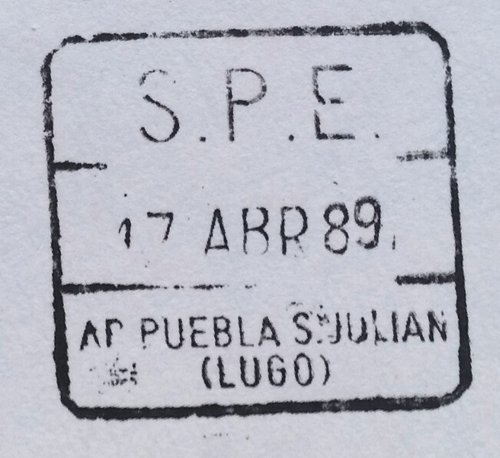 S.P.E.
17 ABR 89
AP PUEBLA S. JULIAN
(LUGO)